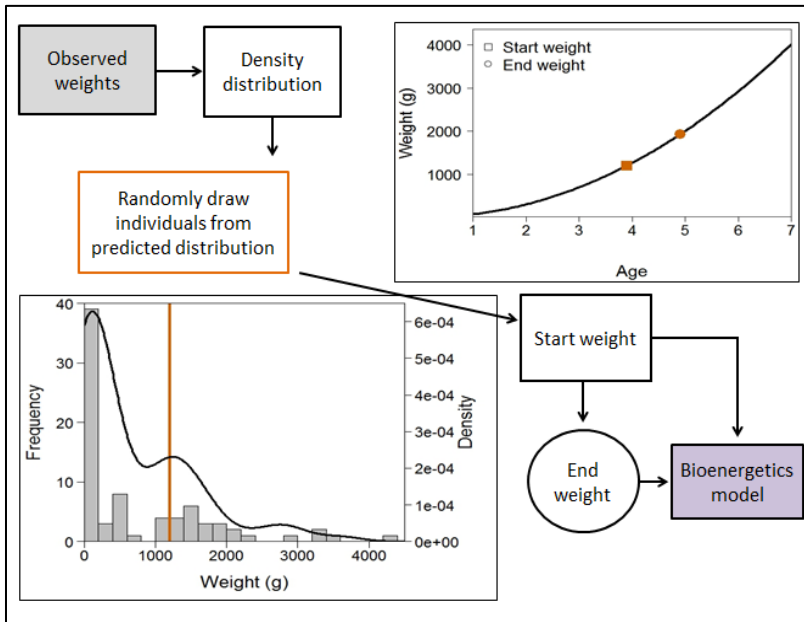 Observed
weights
Density
distribution
Randomly draw
individuals from
predicted distribution
Start weight
End weight
Weight (g)
4000
3000
2000
1000
1 2 3 4 5 6 7
Age
Frequency
40
30
20
10
0
6e-04
5e-04
4e-04
2e-04
2e-04
1e-04
0e+00
Density
0 1000 2000 3000 4000
Weight (g)
Start weight
End
weight
Bioenergetics
model